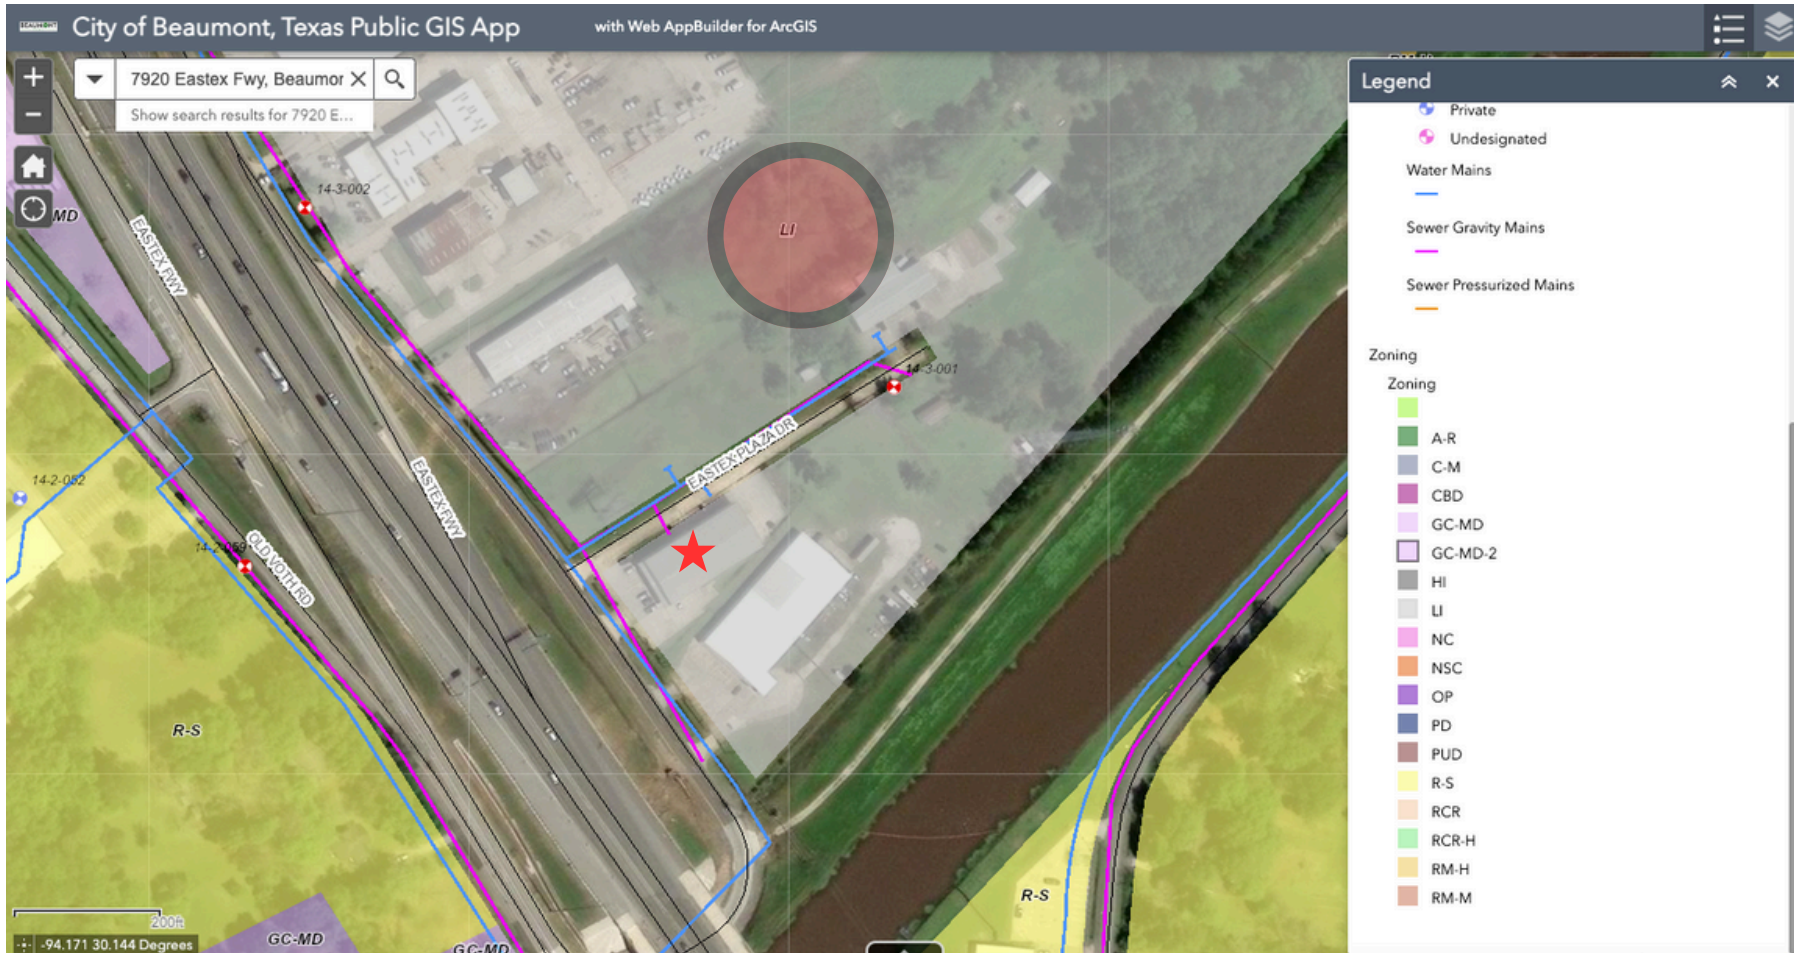 BEAUMONT
City of Beaumont, Texas Public GIS App
with Web AppBuilder for ArcGIS
+
7920 Eastex Fwy, Beaumor
Show search results for 7920 E...
−
Legend
Private
Undesignated
Water Mains
Sewer Gravity Mains
Sewer Pressurized Mains
Zoning
Zoning
A-R
C-M
CBD
GC-MD
GC-MD-2
HI
LI
NC
NSC
OP
PD
PUD
R-S
RCR
RCR-H
RM-H
RM-M
14-3-002
MD
EASTEX FWY
LI
14-3-001
EASTEX PLAZA DR
EASTEX FWY
14-2-052
14-2-059
OLD VOTH RD
R-S
R-S
200ft
GC-MD
GC-MD
-94.171 30.144 Degrees